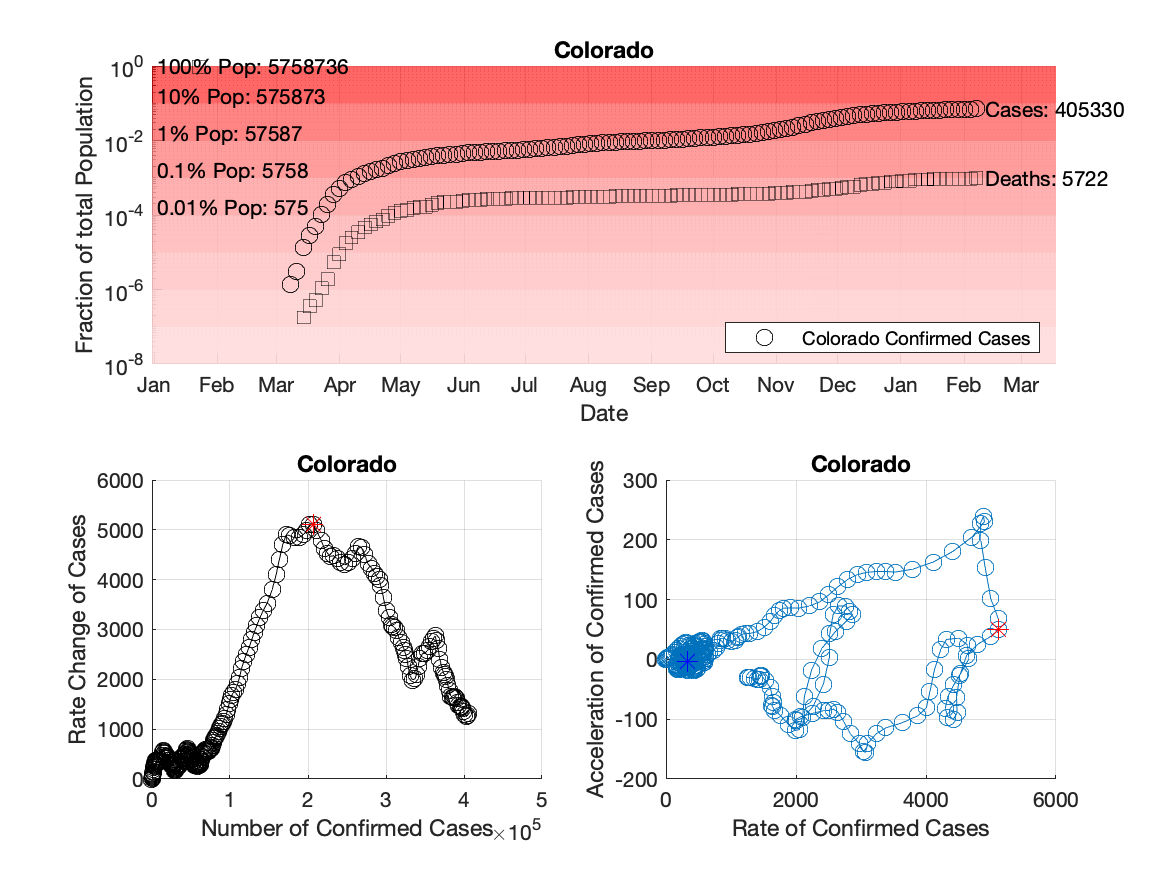 Colorado
10^0
100% Pop: 5758736
10% Pop: 575873
Cases: 405330
10^-2
1% Pop: 57587
0.1% Pop: 5758
Deaths: 5722
10^-4
0.01% Pop: 575
10^-6
Colorado Confirmed Cases
10^-8
Fraction of total Population
Jan Feb Mar Apr May Jun Jul Aug Sep Oct Nov Dec Jan Feb Mar
Date
Colorado
6000
5000
4000
3000
2000
1000
0
Rate Change of Cases
0 1 2 3 4 5
Number of Confirmed Cases
×10^5
Colorado
300
200
100
0
-100
-200
Acceleration of Confirmed Cases
0 2000 4000 6000
Rate of Confirmed Cases